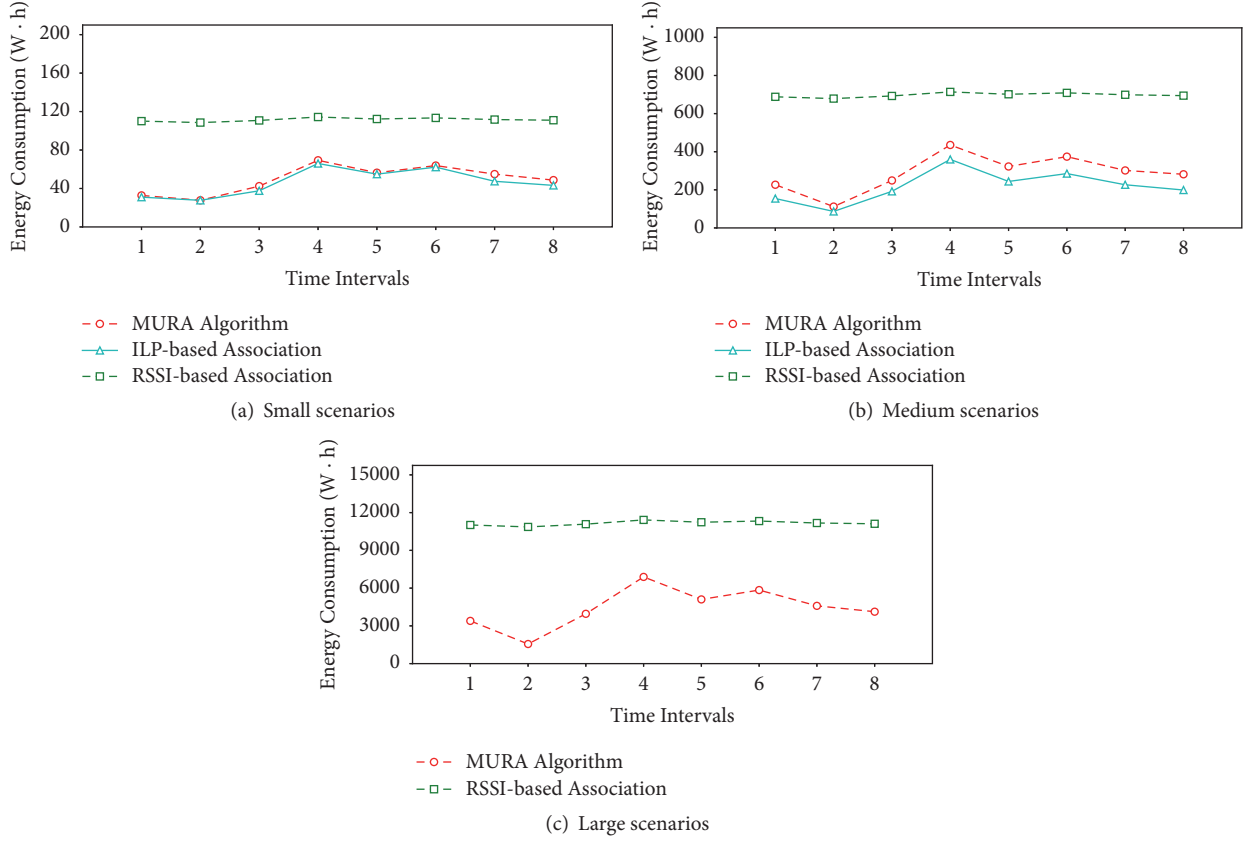 Energy Consumption (W · h)
200
160
120
80
40
0
1 2 3 4 5 6 7 8
Time Intervals
MURA Algorithm
ILP-based Association
RSSI-based Association
(a) Small scenarios
Energy Consumption (W · h)
1000
800
600
400
200
0
1 2 3 4 5 6 7 8
Time Intervals
MURA Algorithm
ILP-based Association
RSSI-based Association
(b) Medium scenarios
Energy Consumption (W · h)
15000
12000
9000
6000
3000
0
1 2 3 4 5 6 7 8
Time Intervals
MURA Algorithm
RSSI-based Association
(c) Large scenarios